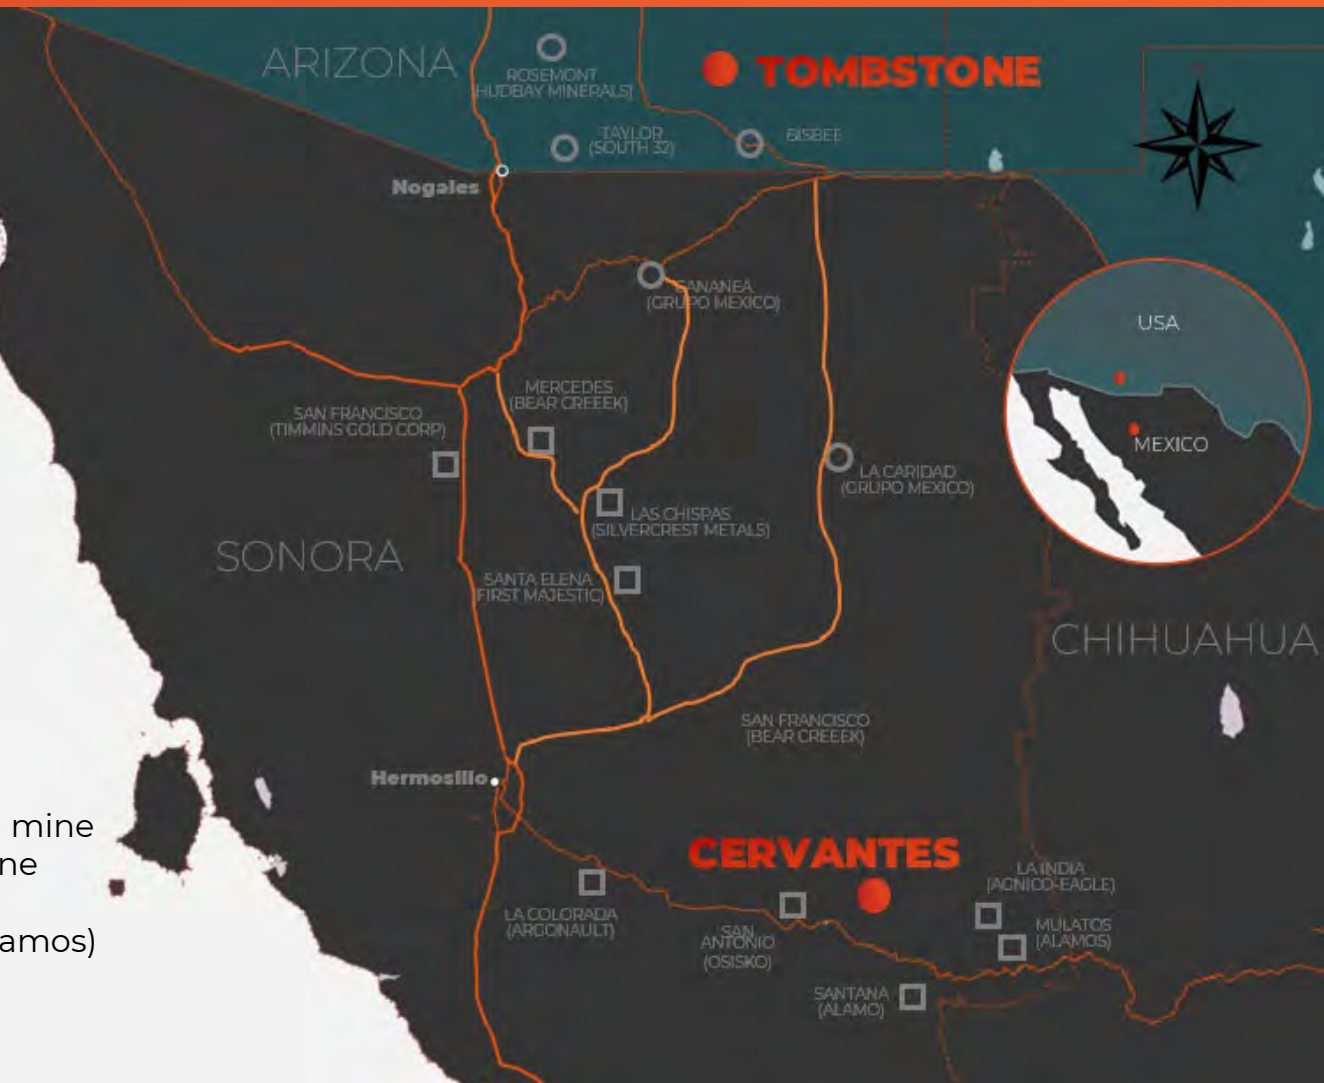 ARIZONA
ROSEMONT
(HUDBAY MINERALS)
TOMBSTONE
TAYLOR
(SOUTH 32)
BISBEE
Nogales
CANANEA
(GRUPO MEXICO)
USA
MEXICO
MERCEDES
(BEAR CREEEK)
SAN FRANCISCO
(TIMMINS GOLD CORP)
LA CARIDAD
(GRUPO MEXICO)
LAS CHISPAS
(SILVERCREST METALS)
SONORA
SANTA ELENA
(FIRST MAJESTIC)
CHIHUAHUA
SAN FRANCISCO
(BEAR CREEEK)
Hermosillo
mine
ne
amos)
CERVANTES
LA INDIA
(AGNICO-EAGLE)
LA COLORADA
(ARGONAULT)
SAN
ANTONIO
(OSISKO)
MULATOS
(ALAMOS)
SANTANA
(ALAMO)